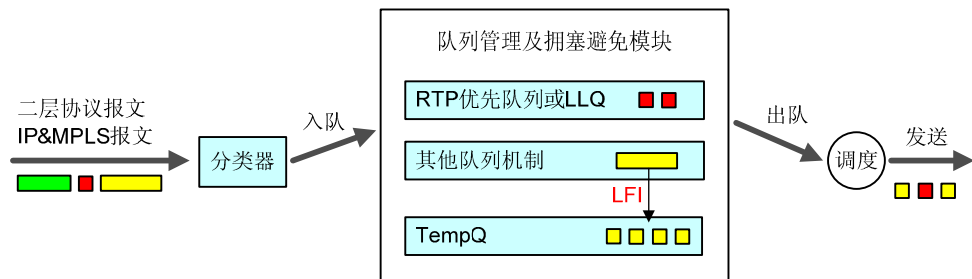 队列管理及拥塞避免模块
二层协议报文
IP&MPLS报文
分类器
入队
RTP优先队列或LLQ
其他队列机制
LFI
TempQ
出队
调度
发送